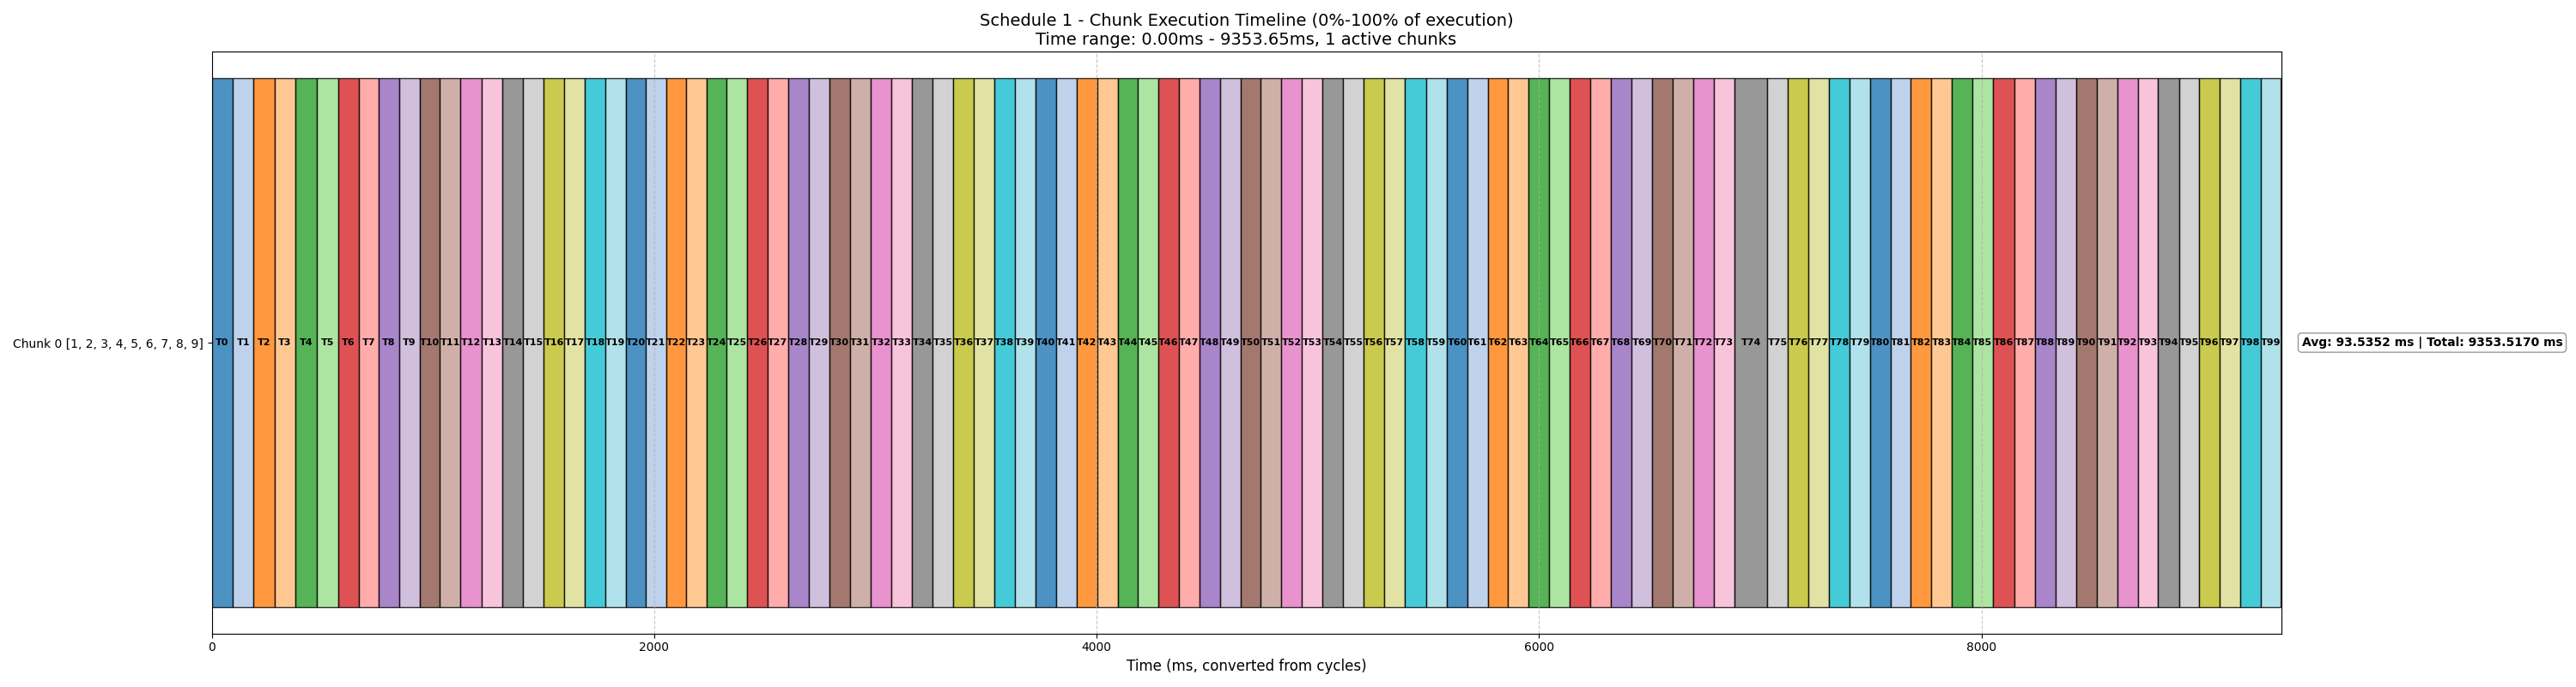 Schedule 1 - Chunk Execution Timeline (0%-100% of execution)
Time range: 0.00ms - 9353.65ms, 1 active chunks
Chunk 0 [1, 2, 3, 4, 5, 6, 7, 8, 9]
T0 T1 T2 T3 T4 T5 T6 T7 T8 T9 T10 T11 T12 T13 T14 T15 T16 T17 T18 T19 T20 T21 T22 T23 T24 T25 T26 T27 T28 T29 T30 T31 T32 T33 T34 T35 T36 T37 T38 T39 T40 T41 T42 T43 T44 T45 T46 T47 T48 T49 T50 T51 T52 T53 T54 T55 T56 T57 T58 T59 T60 T61 T62 T63 T64 T65 T66 T67 T68 T69 T70 T71 T72 T73 T74 T75 T76 T77 T78 T79 T80 T81 T82 T83 T84 T85 T86 T87 T88 T89 T90 T91 T92 T93 T94 T95 T96 T97 T98 T99
Avg: 93.5352 ms | Total: 9353.5170 ms
0 2000 4000 6000 8000
Time (ms, converted from cycles)